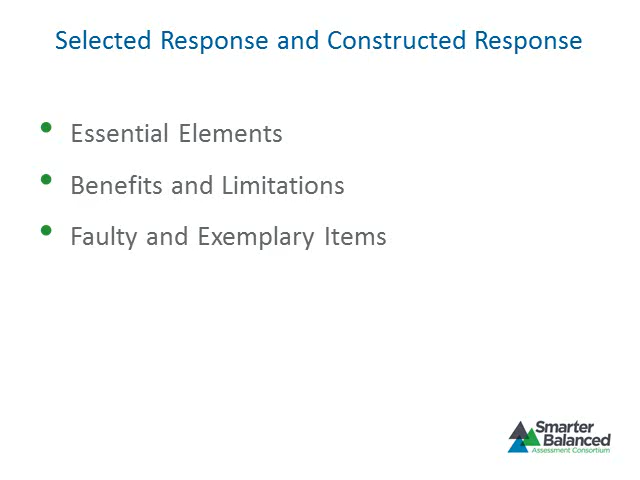 Selected Response and Constructed Response
• Essential Elements
• Benefits and Limitations
• Faulty and Exemplary Items
Smarter
Balanced
Assessment Consortium